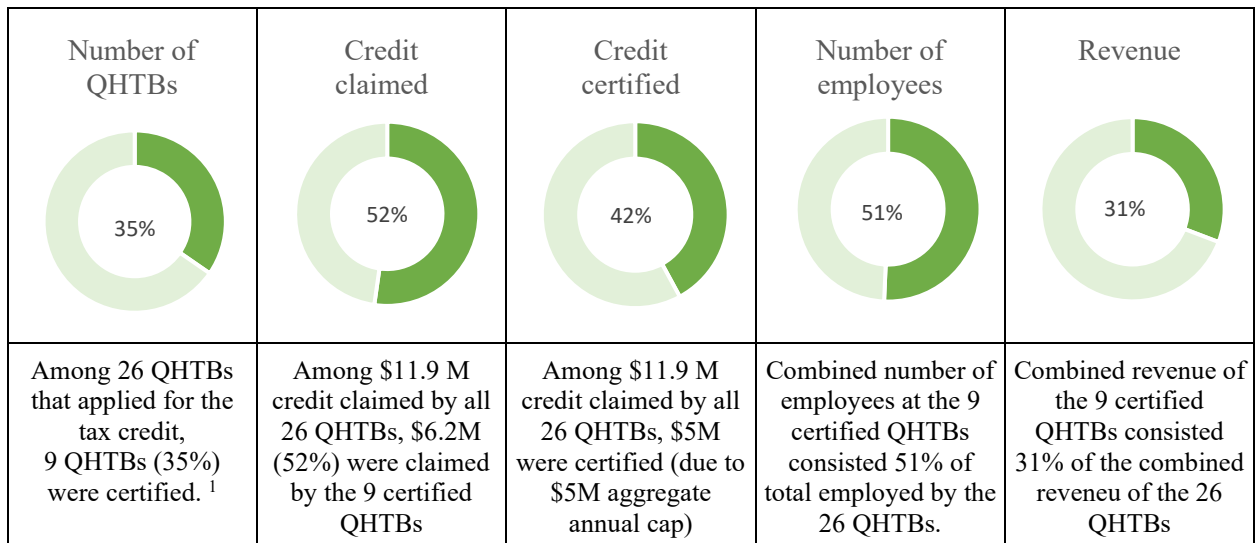 Number of
QHTBs
35%
Among 26 QHTBs
that applied for the
tax credit,
9 QHTBs (35%)
were certified. 1
Credit
claimed
52%
Among $11.9 M
credit claimed by all
26 QHTBs, $6.2M
(52%) were claimed
by the 9 certified
QHTBs
Credit
certified
42%
Among $11.9 M
credit claimed by all
26 QHTBs, $5M
were certified (due to
$5M aggregate
annual cap)
Number of
employees
51%
Combined number of
employees at the 9
certified QHTBs
consisted 51% of
total employed by the
26 QHTBs.
Revenue
31%
Combined revenue of
the 9 certified
QHTBs consisted
31% of the combined
reveneu of the 26
QHTBs